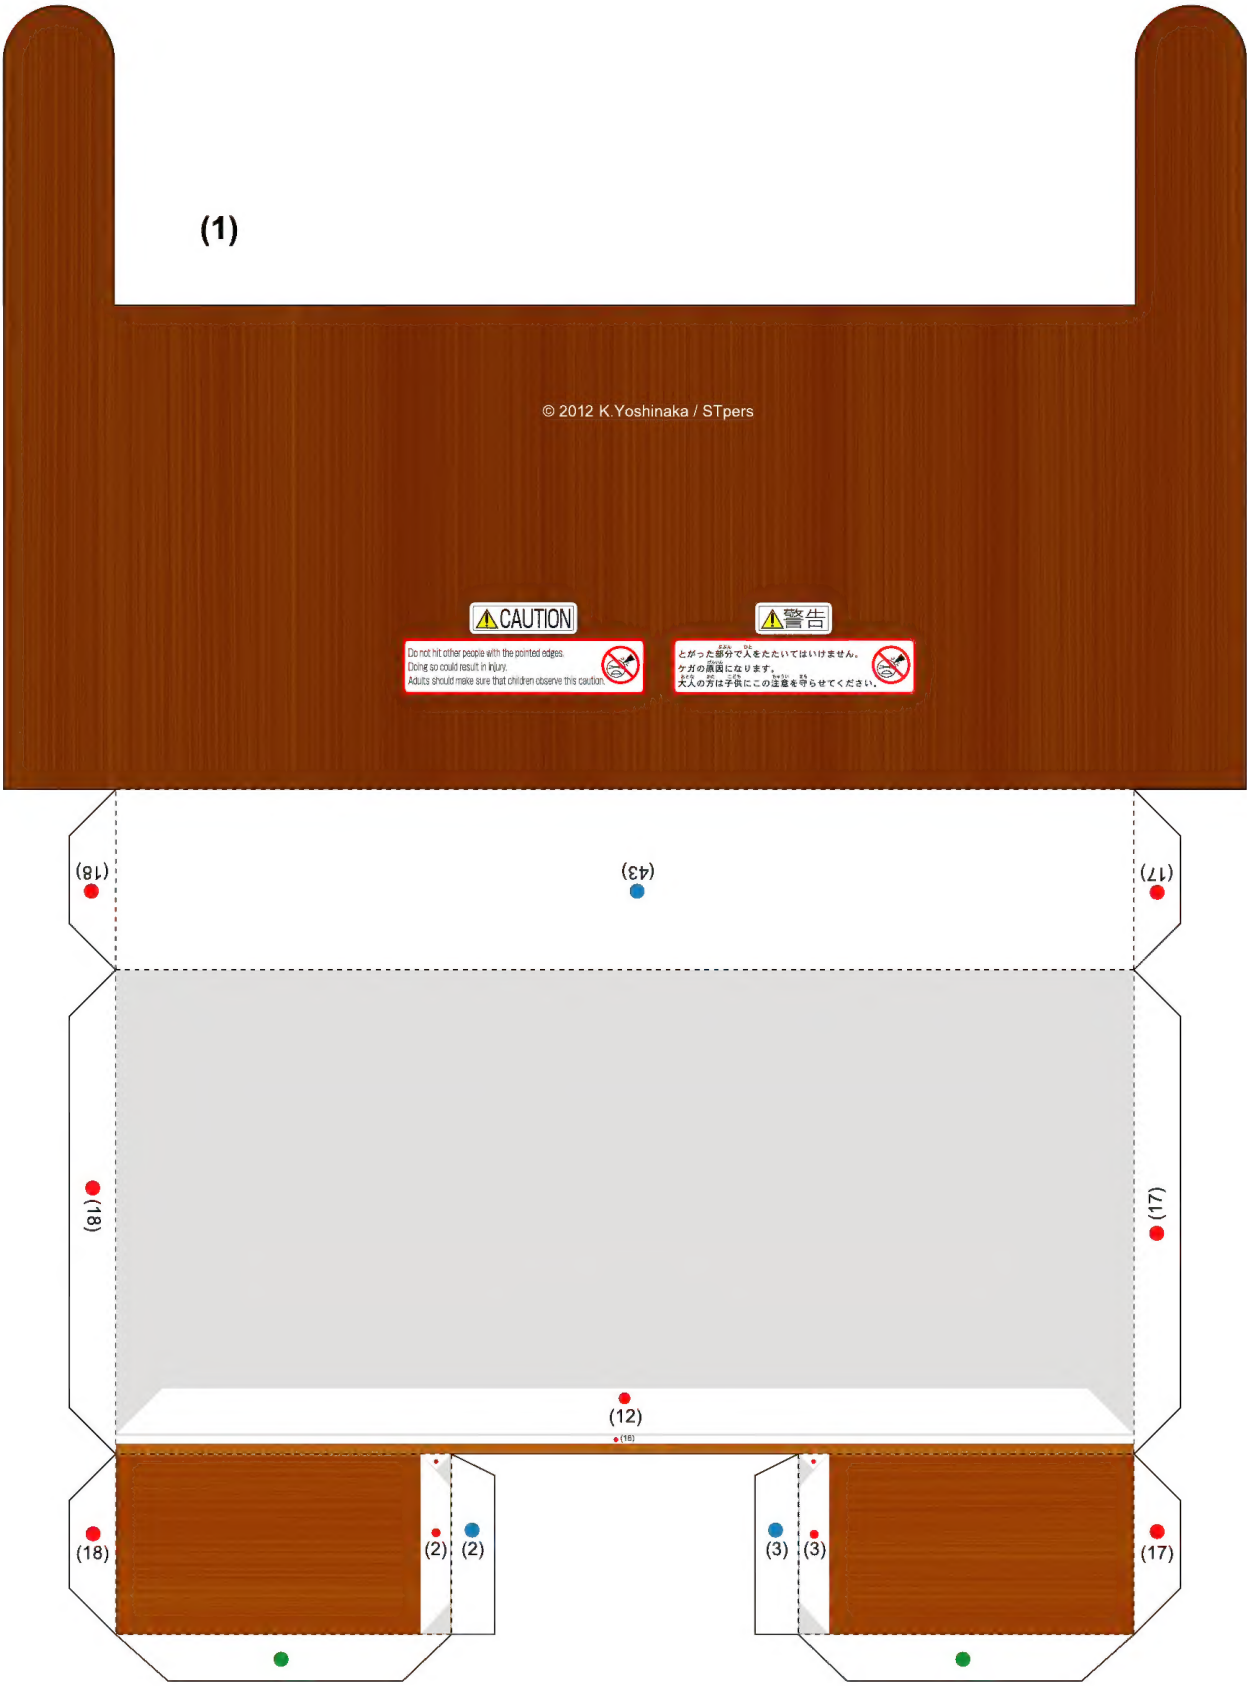 (1)
© 2012 K.Yoshinaka / STpers
CAUTION
Do not hit other people with the pointed edges.
Doing so could result in injury.
Adults should make sure that children observe this caution.
警告
とがった部分で人をたたいてはいけません。
ケガの原因になります。
大人の方は子供にこの注意を守らせてください。
(18)
(43)
(17)
(18)
(17)
(12)
(16)
(18)
(2)
(2)
(3)
(3)
(17)